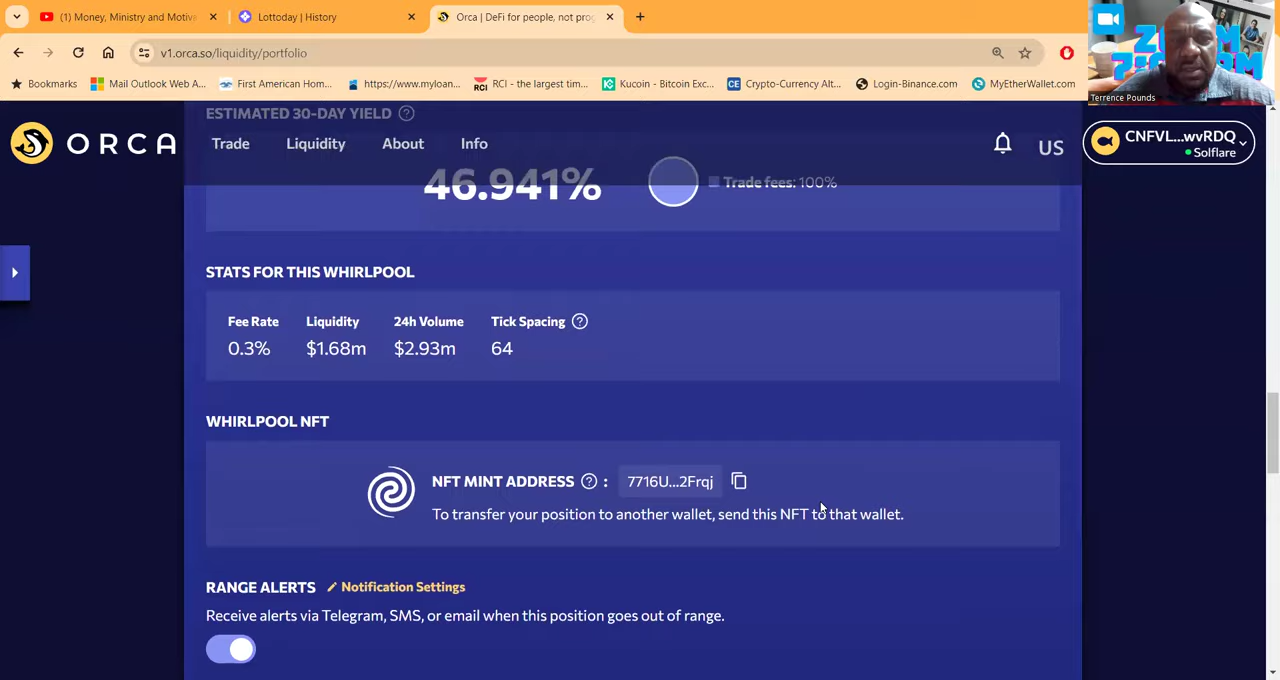 (1) Money, Ministry and Motiva
Lottoday | History
Orca | DeFi for people, not prog
v1.orca.so/liquidity/portfolio
Bookmarks
Mail Outlook Web A...
First American Hom...
https://www.myloan...
RCI - the largest tim...
Kucoin - Bitcoin Exc...
Crypto-Currency Alt...
Login-Binance.com
MyEtherWallet.com
Terrence Pounds
ESTIMATED 30-DAY YIELD ?
ORCA
Trade
Liquidity
About
Info
US
CNFVL...wvRDQ
Solflare
46.941%
Trade fees: 100%
STATS FOR THIS WHIRLPOOL
Fee Rate Liquidity 24h Volume Tick Spacing ?
0.3% $1.68m $2.93m 64
WHIRLPOOL NFT
NFT MINT ADDRESS ? : 7716U...2Frqj
To transfer your position to another wallet, send this NFT to that wallet.
RANGE ALERTS Notification Settings
Receive alerts via Telegram, SMS, or email when this position goes out of range.